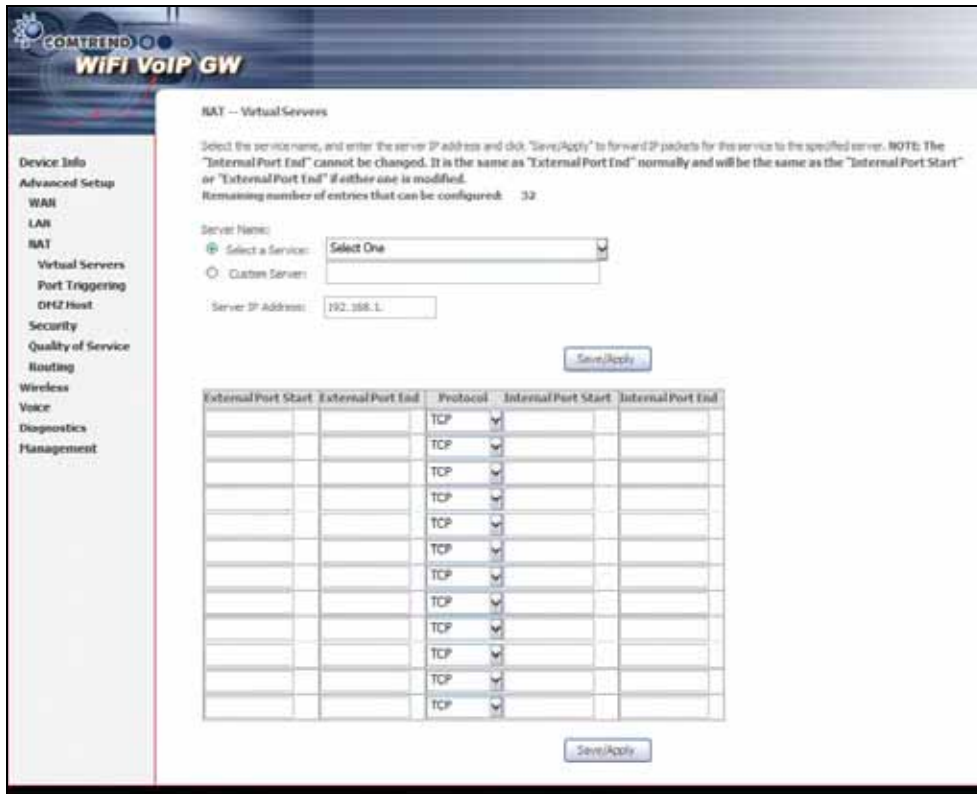 COMTREND
WiFi VoIP GW
NAT -- Virtual Servers
Select the service name, and enter the server IP address and click "Save/Apply" to forward IP packets for this service to the specified server. NOTE: The
"Internal Port End" cannot be changed. It is the same as "External Port End" normally and will be the same as the "Internal Port Start"
or "External Port End" if either one is modified.
Remaining number of entries that can be configured: 32
Server Name:
Select a Service: Select One
Custom Server:
Server IP Address: 192.168.1.
Save/Apply
External Port Start External Port End Protocol Internal Port Start Internal Port End
TCP
TCP
TCP
TCP
TCP
TCP
TCP
TCP
TCP
TCP
TCP
TCP
Save/Apply
Device Info
Advanced Setup
WAN
LAN
NAT
Virtual Servers
Port Triggering
DMZ Host
Security
Quality of Service
Routing
Wireless
Voice
Diagnostics
Management